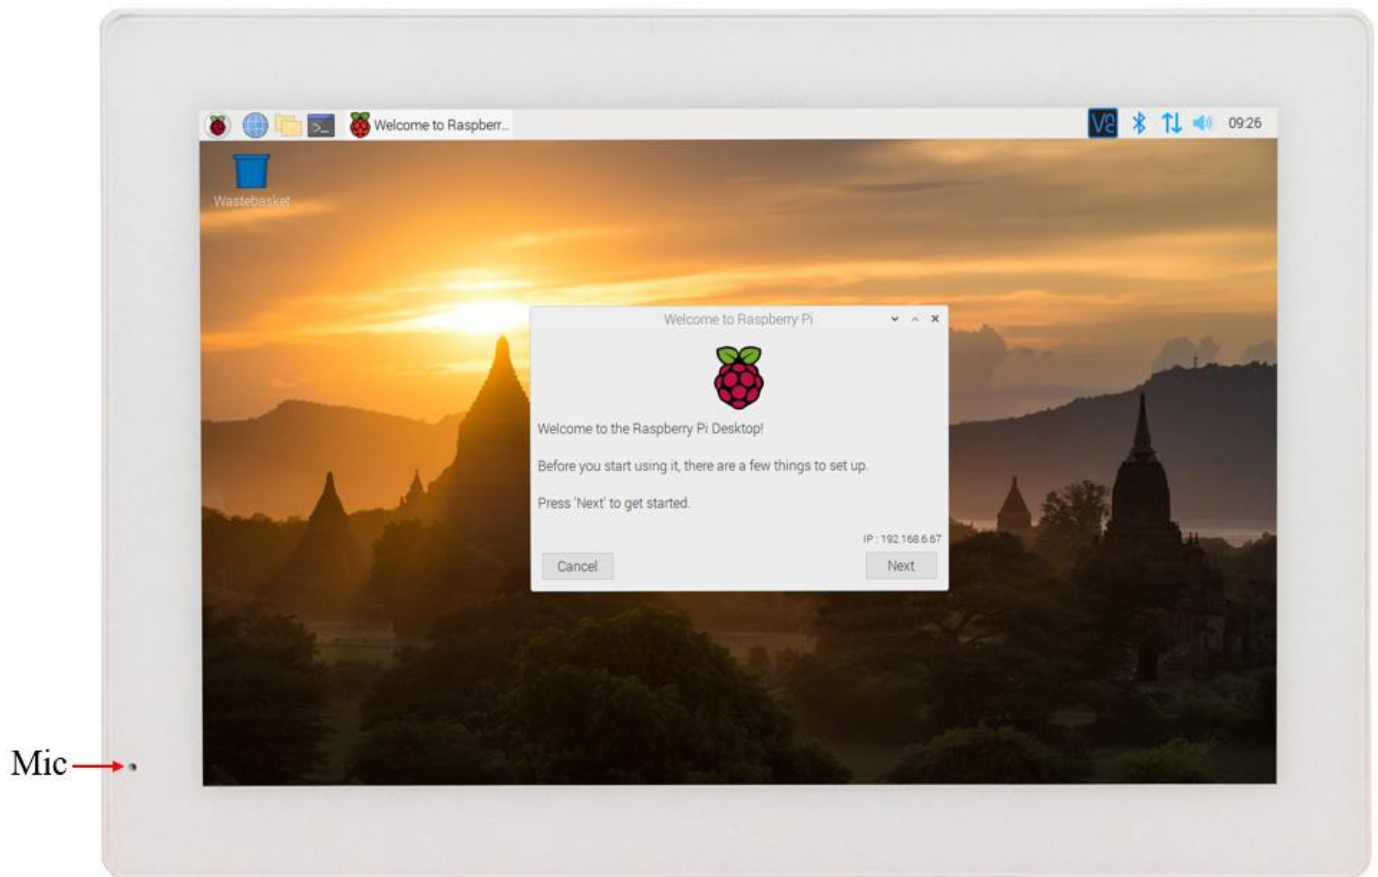 Welcome to Raspberr...
V2
09:26
Wastebasket
Welcome to Raspberry Pi
Welcome to the Raspberry Pi Desktop!
Before you start using it, there are a few things to set up.
Press 'Next' to get started.
IP : 192.168.6.67
Cancel
Next
Mic